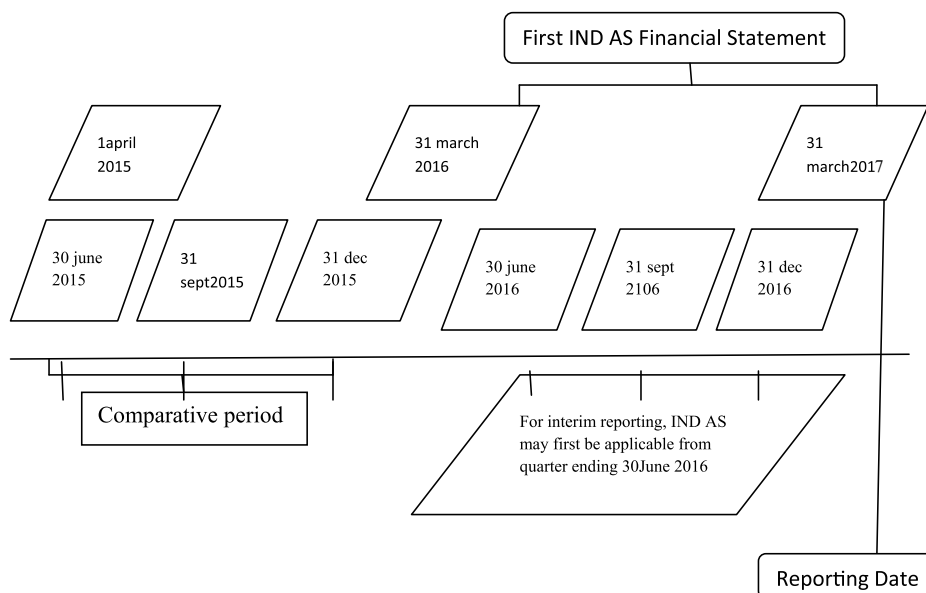 First IND AS Financial Statement
1april
2015
31 march
2016
31
march2017
30 june
2015
31
sept2015
31 dec
2015
30 june
2016
31 sept
2106
31 dec
2016
Comparative period
For interim reporting, IND AS
may first be applicable from
quarter ending 30June 2016
Reporting Date